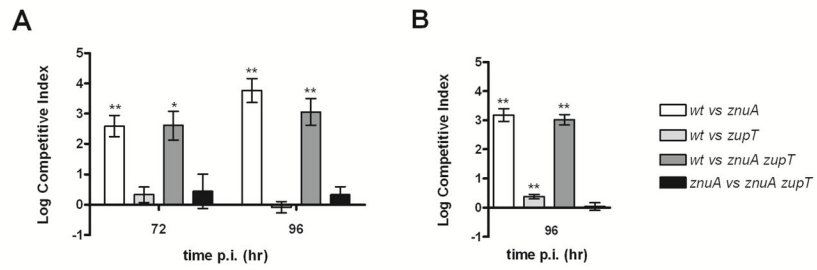 A
Log Competitive Index
5
4
3
2
1
0
-1
**
*
**
**
72
96
time p.i. (hr)
B
Log Competitive Index
5
4
3
2
1
0
-1
**
**
**
96
time p.i. (hr)
wt vs znuA
wt vs zupT
wt vs znuA zupT
znuA vs znuA zupT